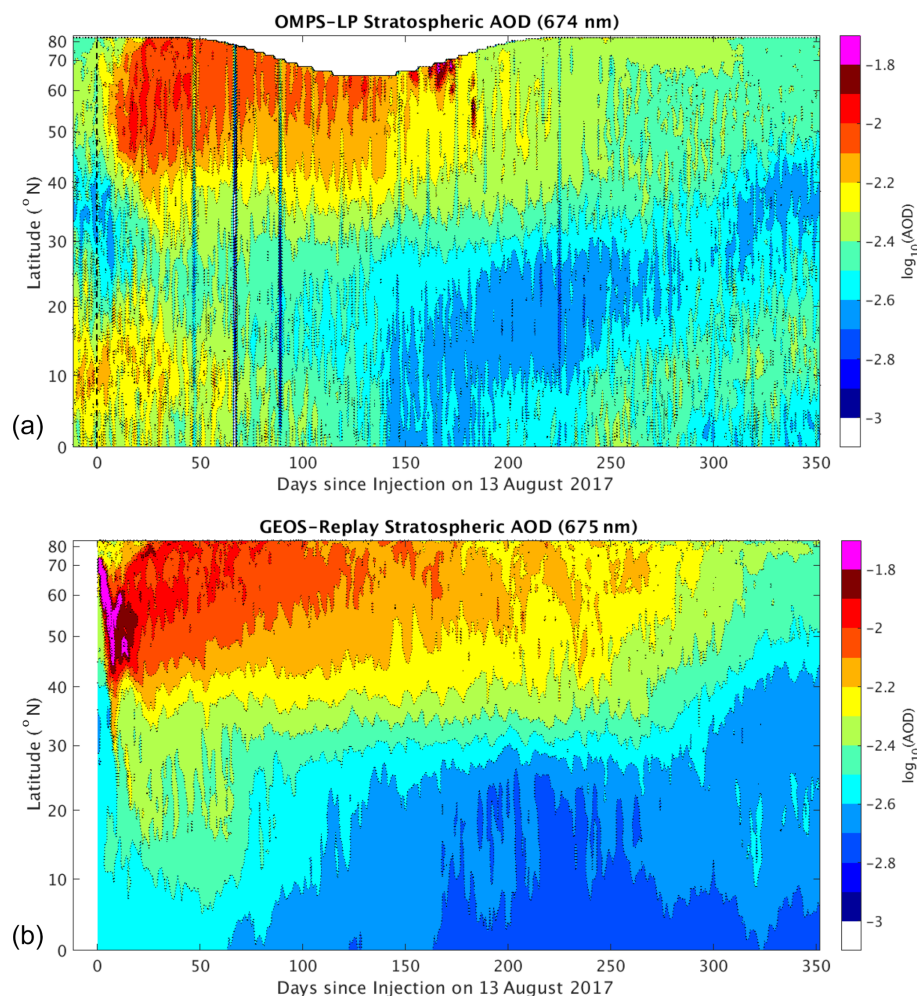 OMPS-LP Stratospheric AOD (674 nm)
80
70
60
50
40
30
20
10
0
Latitude (°N)
(a)
0 50 100 150 200 250 300 350
Days since Injection on 13 August 2017
-1.8
-2
-2.2
-2.4
-2.6
-2.8
-3
log10(AOD)
GEOS-Replay Stratospheric AOD (675 nm)
80
70
60
50
40
30
20
10
0
Latitude (°N)
(b)
0 50 100 150 200 250 300 350
Days since Injection on 13 August 2017
-1.8
-2
-2.2
-2.4
-2.6
-2.8
-3
log10(AOD)